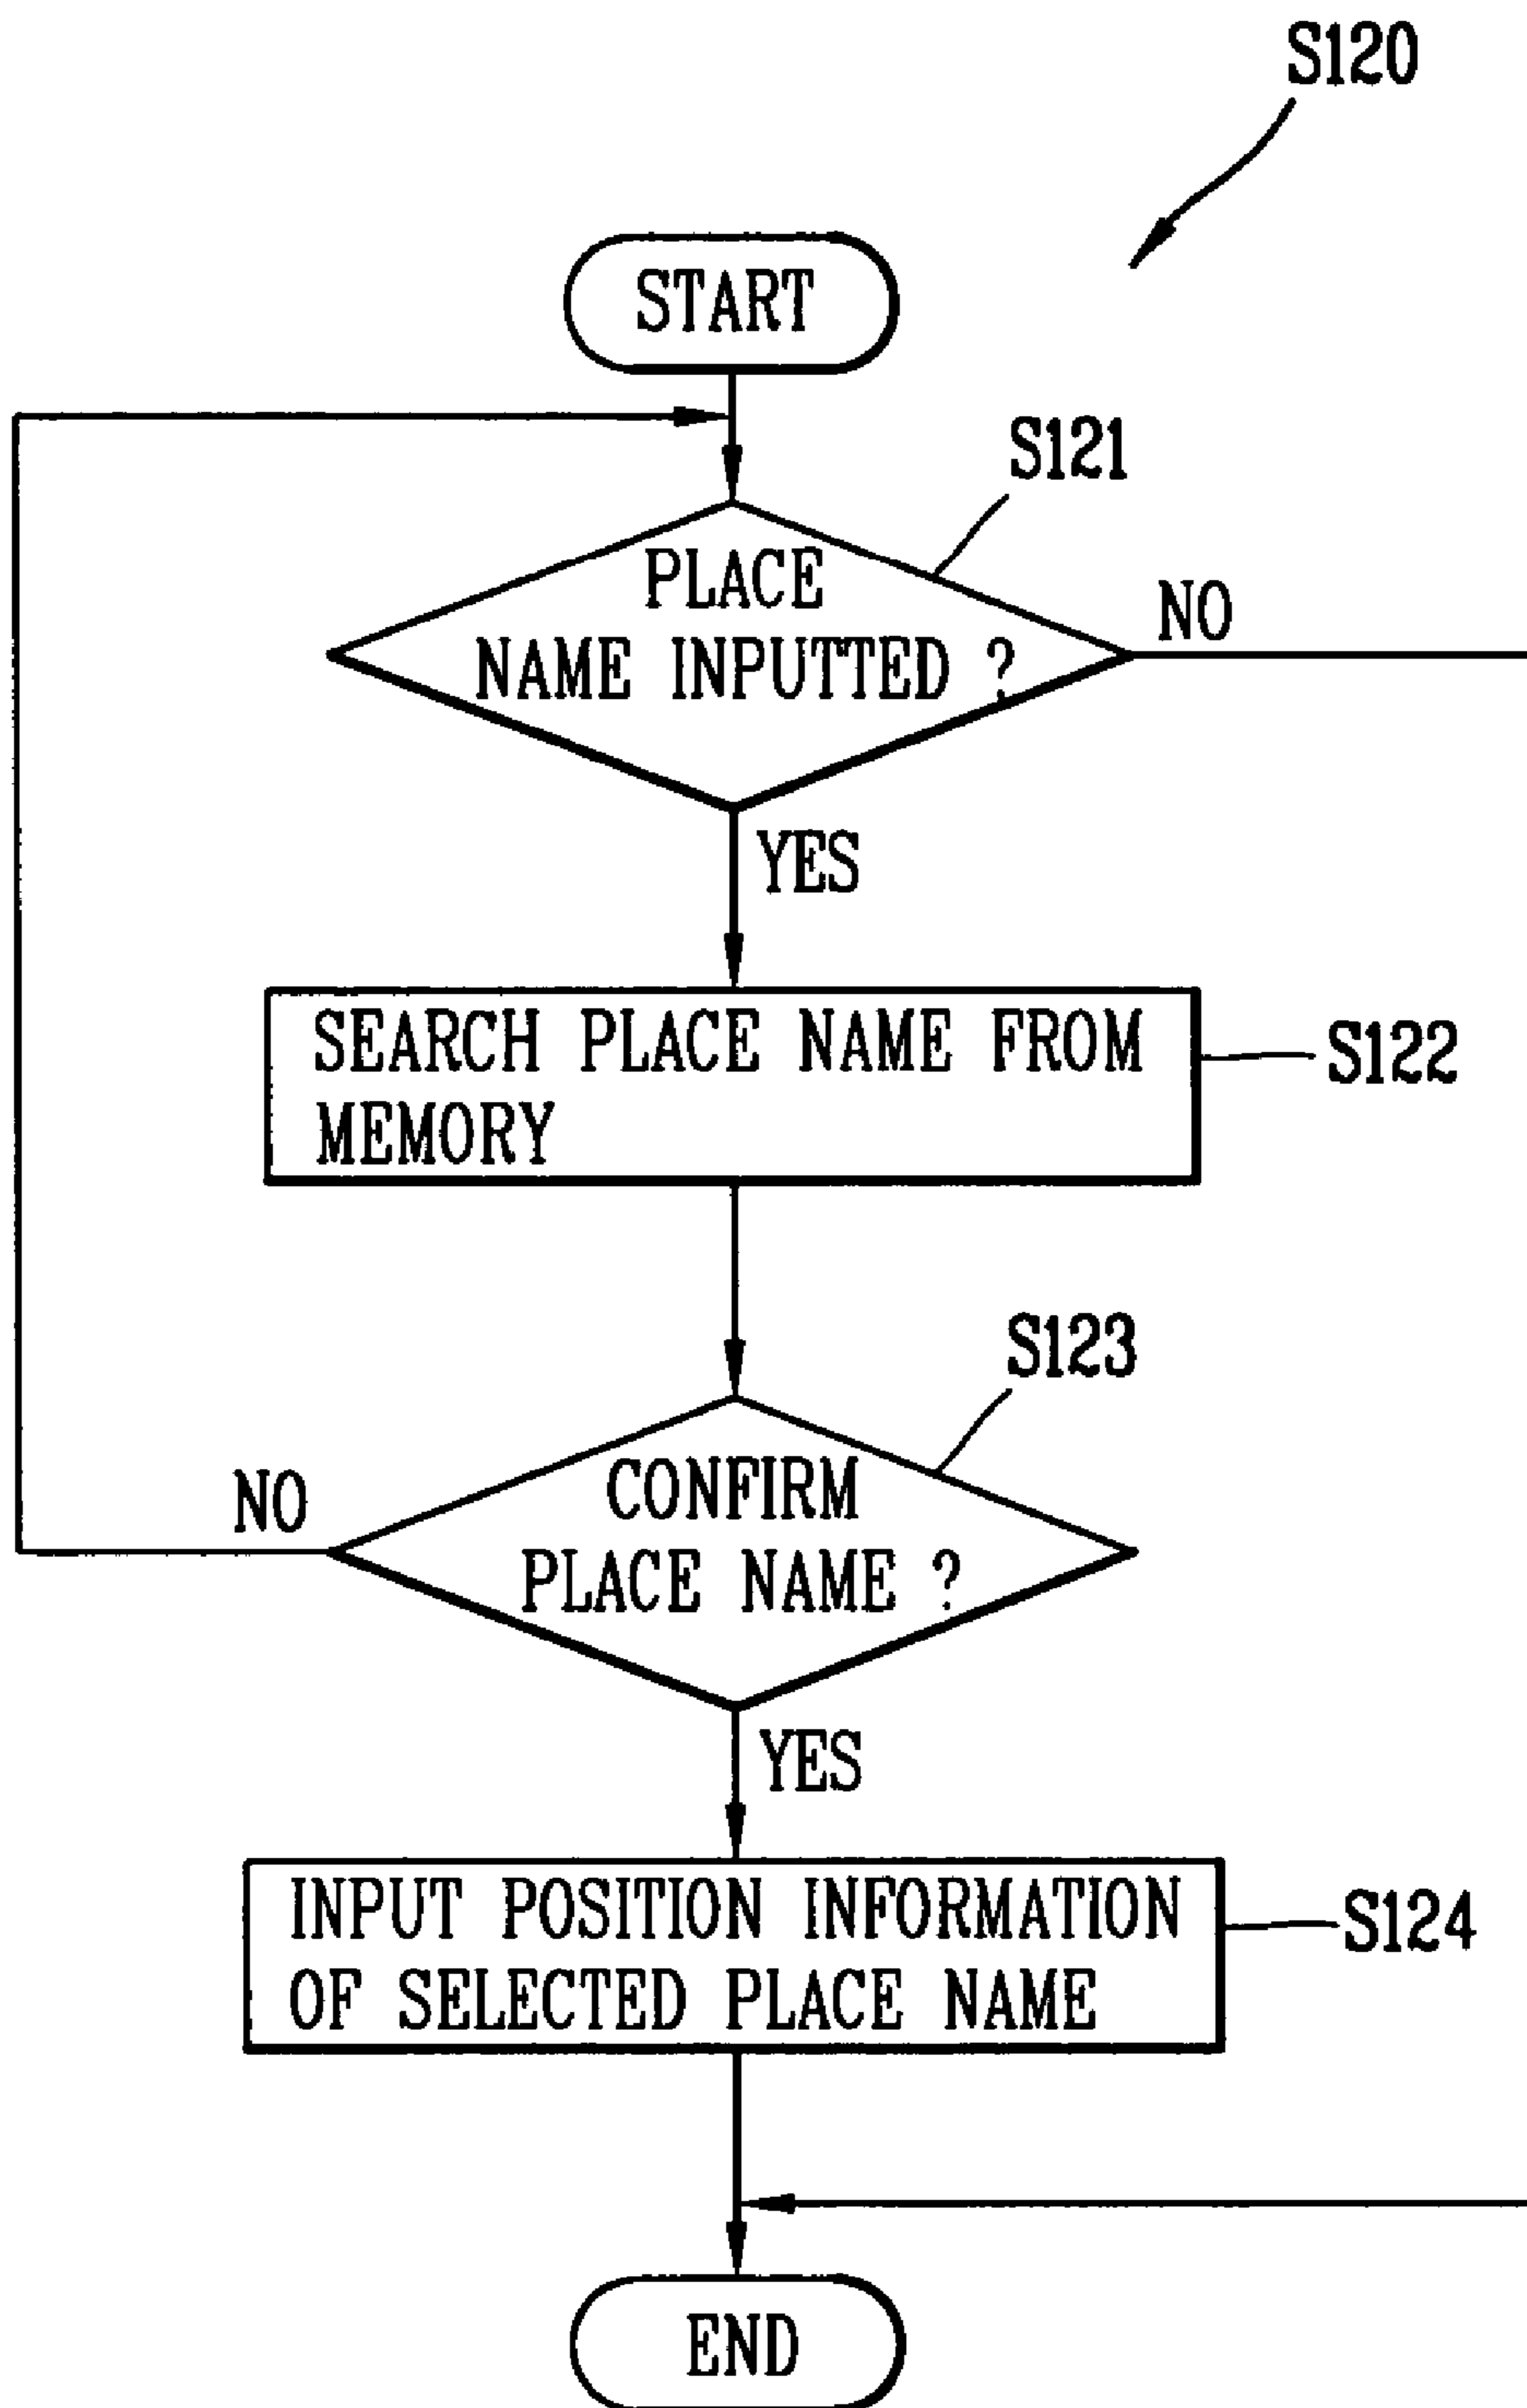 S120
START
S121
PLACE
NAME INPUTTED ?
NO
YES
SEARCH PLACE NAME FROM
MEMORY
S122
S123
CONFIRM
PLACE NAME ?
NO
YES
INPUT POSITION INFORMATION
OF SELECTED PLACE NAME
S124
END